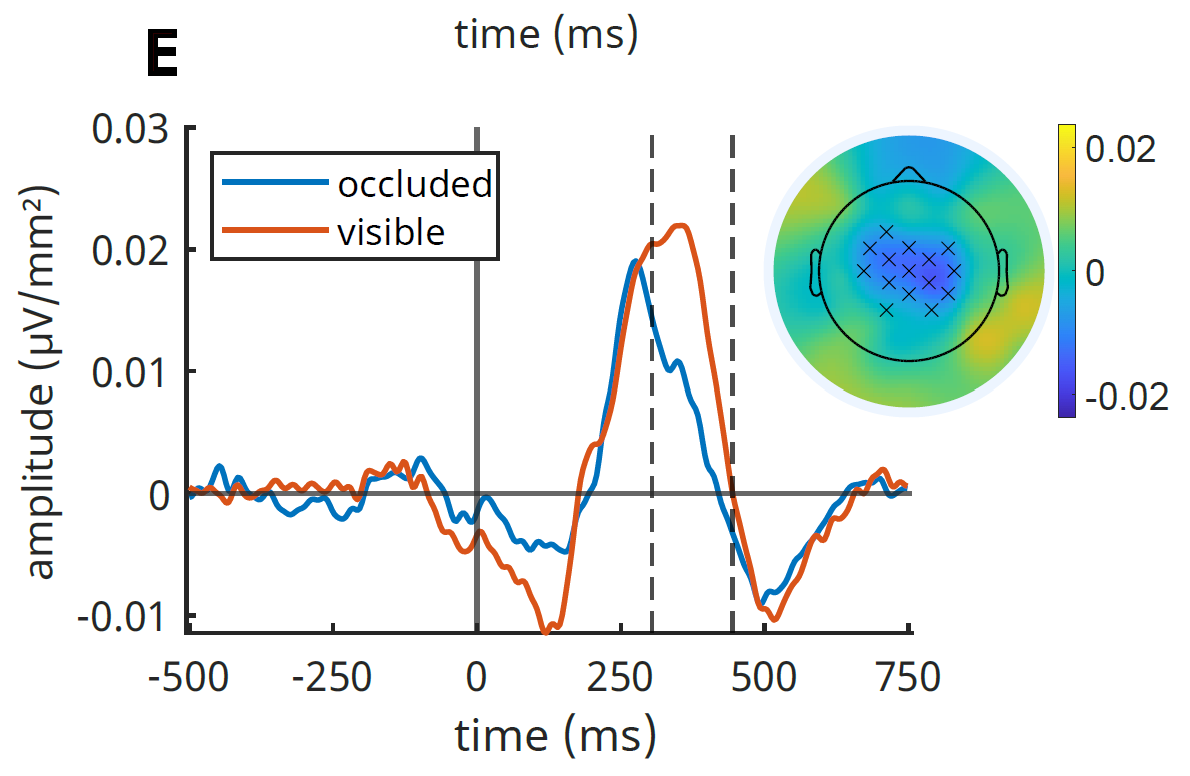 time (ms)
E
0.03
0.02
0.01
0
-0.01
amplitude (µV/mm²)
occluded
visible
0.02
0
-0.02
-500 -250 0 250 500 750
time (ms)